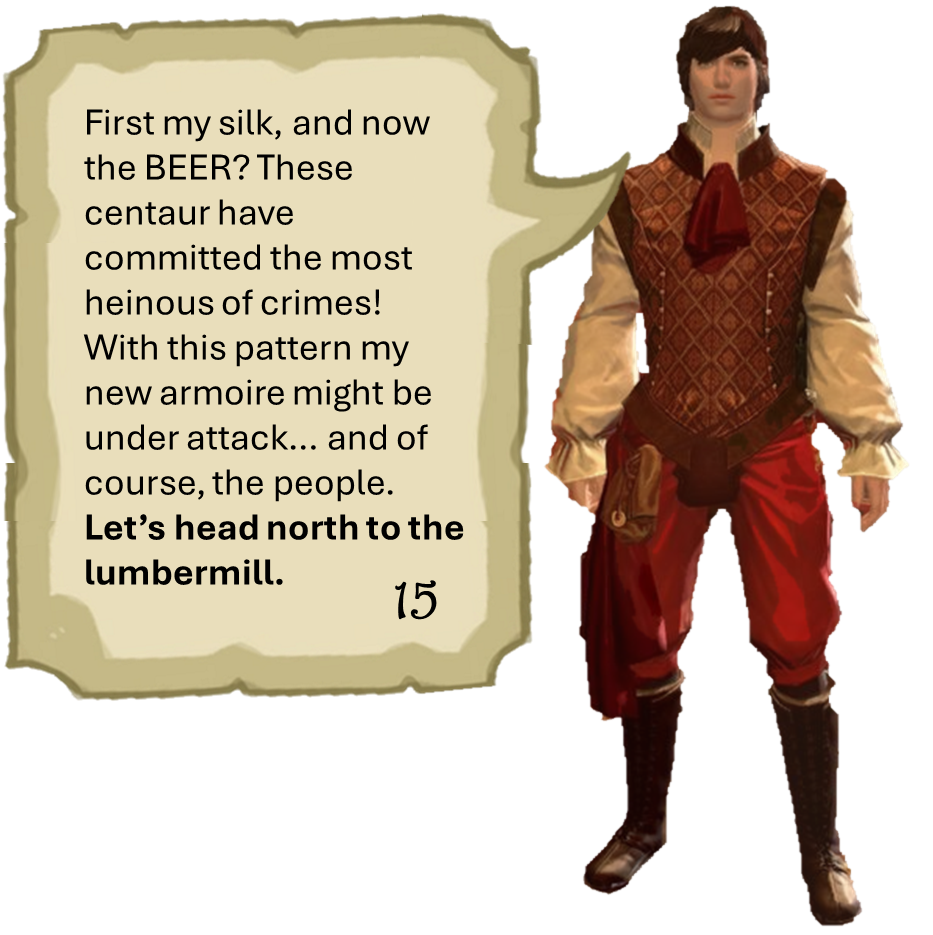 First my silk, and now
the BEER? These
centaur have
committed the most
heinous of crimes!
With this pattern my
new armoire might be
under attack... and of
course, the people.
Let’s head north to the
lumbermill.
15